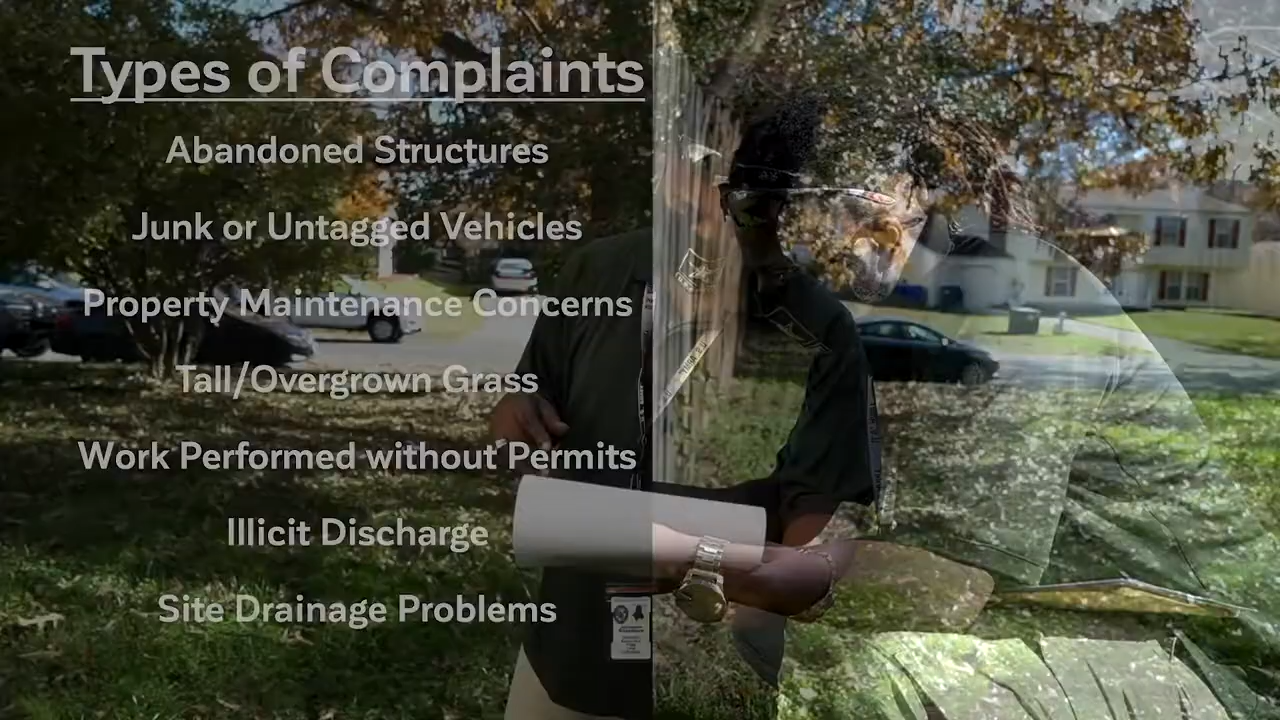 Types of Complaints
Abandoned Structures
Junk or Untagged Vehicles
Property Maintenance Concerns
Tall/Overgrown Grass
Work Performed without Permits
Illicit Discharge
Site Drainage Problems